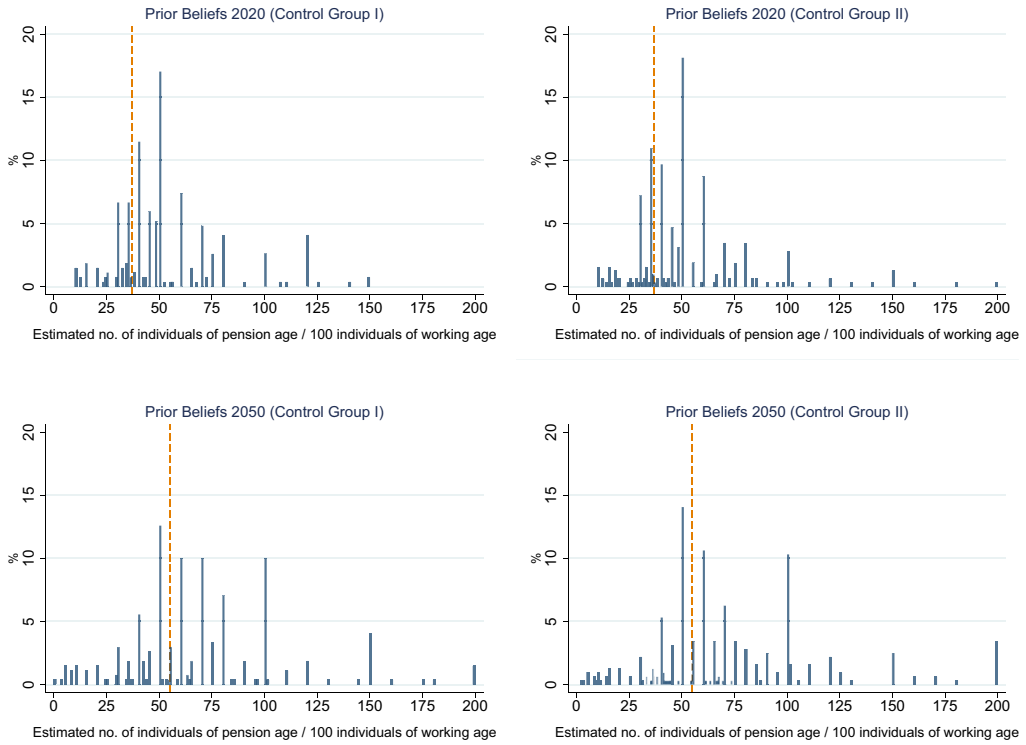 Prior Beliefs 2020 (Control Group I)
20
15
10
5
0
%
0 25 50 75 100 125 150 175 200
Estimated no. of individuals of pension age / 100 individuals of working age
Prior Beliefs 2020 (Control Group II)
20
15
10
5
0
%
0 25 50 75 100 125 150 175 200
Estimated no. of individuals of pension age / 100 individuals of working age
Prior Beliefs 2050 (Control Group I)
20
15
10
5
0
%
0 25 50 75 100 125 150 175 200
Estimated no. of individuals of pension age / 100 individuals of working age
Prior Beliefs 2050 (Control Group II)
20
15
10
5
0
%
0 25 50 75 100 125 150 175 200
Estimated no. of individuals of pension age / 100 individuals of working age